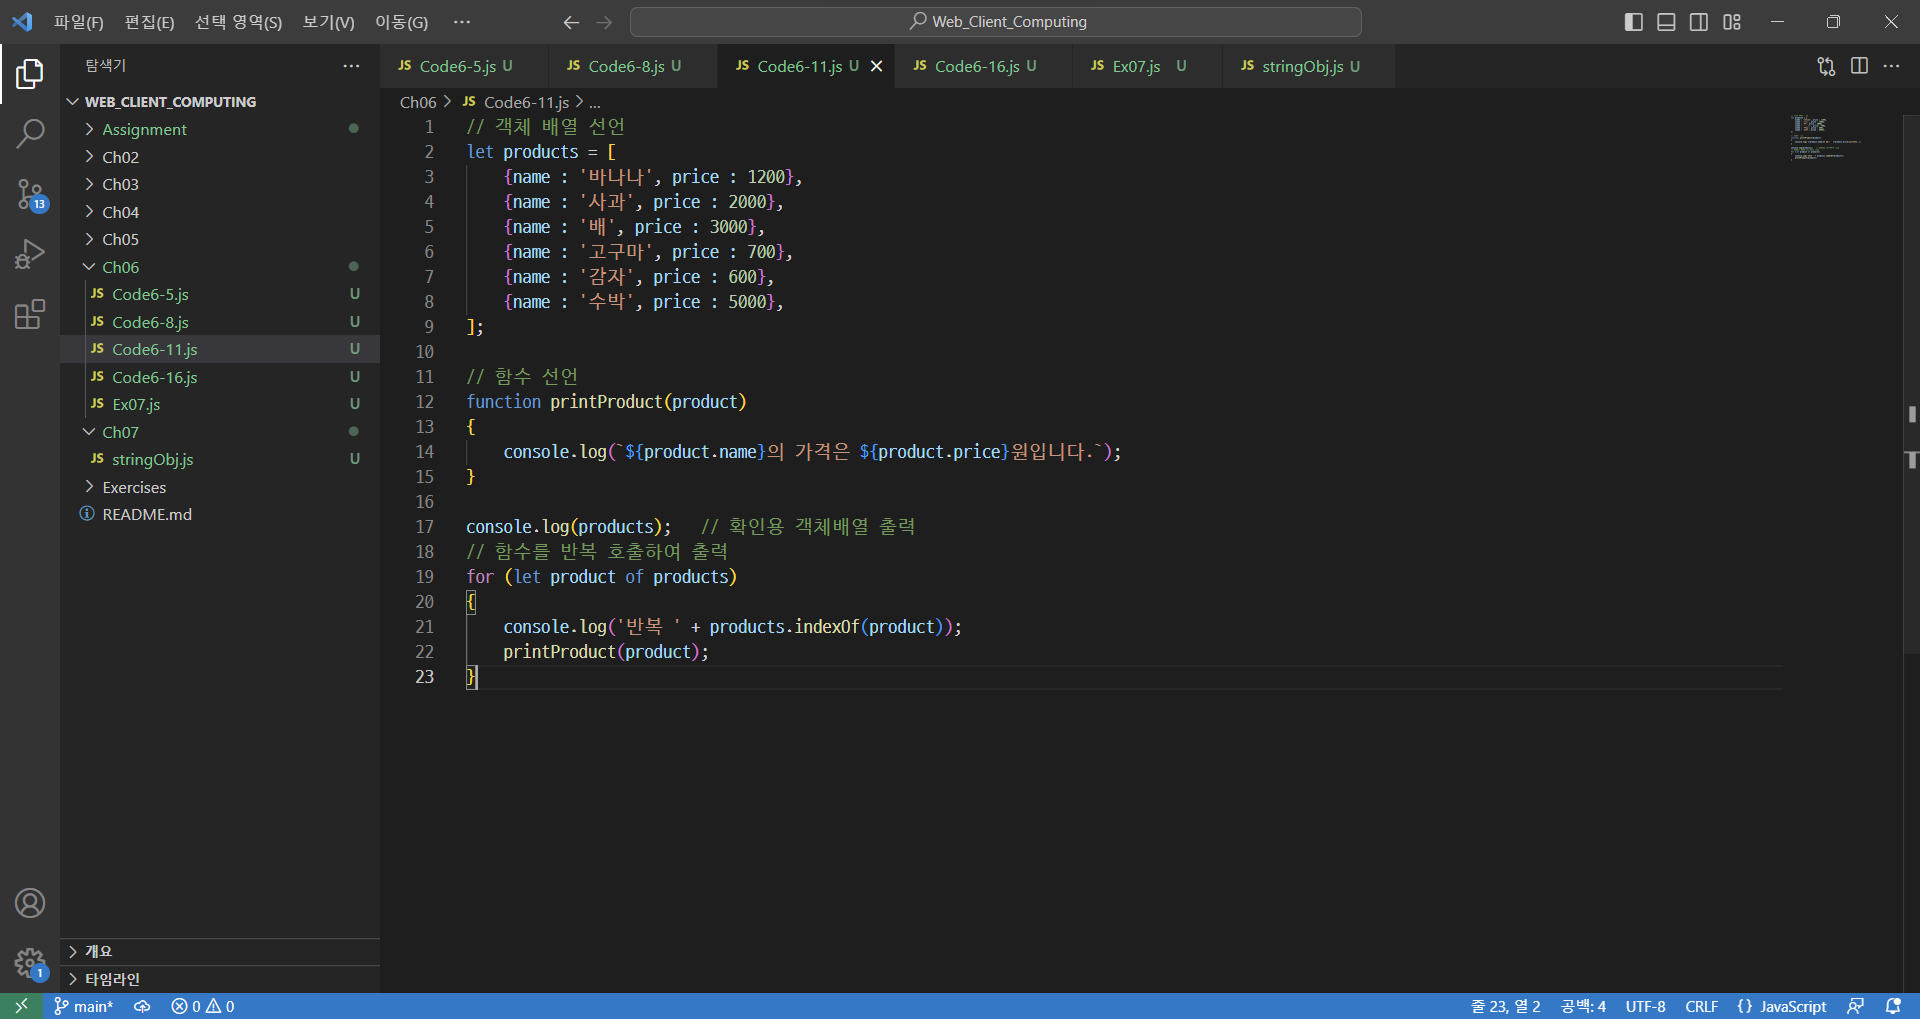 파일(F) 편집(E) 선택 영역(S) 보기(V) 이동(G) ··· Web_Client_Computing
탐색기 ···
WEB_CLIENT_COMPUTING
Assignment
Ch02
Ch03
13
Ch04
Ch05
Ch06
JS Code6-5.js U
JS Code6-8.js U
JS Code6-11.js U
JS Code6-16.js U
JS Ex07.js U
Ch07
JS stringObj.js U
Exercises
README.md
개요
타임라인
1
JS Code6-5.js U JS Code6-8.js U JS Code6-11.js U JS Code6-16.js U JS Ex07.js U JS stringObj.js U
Ch06 > JS Code6-11.js > ...
1 // 객체 배열 선언
2 let products = [
3 {name : '바나나', price : 1200},
4 {name : '사과', price : 2000},
5 {name : '배', price : 3000},
6 {name : '고구마', price : 700},
7 {name : '감자', price : 600},
8 {name : '수박', price : 5000},
9 ];
10
11 // 함수 선언
12 function printProduct(product)
13 {
14 console.log(`${product.name}의 가격은 ${product.price}원입니다.`);
15 }
16
17 console.log(products); // 확인용 객체배열 출력
18 // 함수를 반복 호출하여 출력
19 for (let product of products)
20 {
21 console.log('반복 ' + products.indexOf(product));
22 printProduct(product);
23 }
main* 0 0 줄 23, 열 2 공백: 4 UTF-8 CRLF {} JavaScript